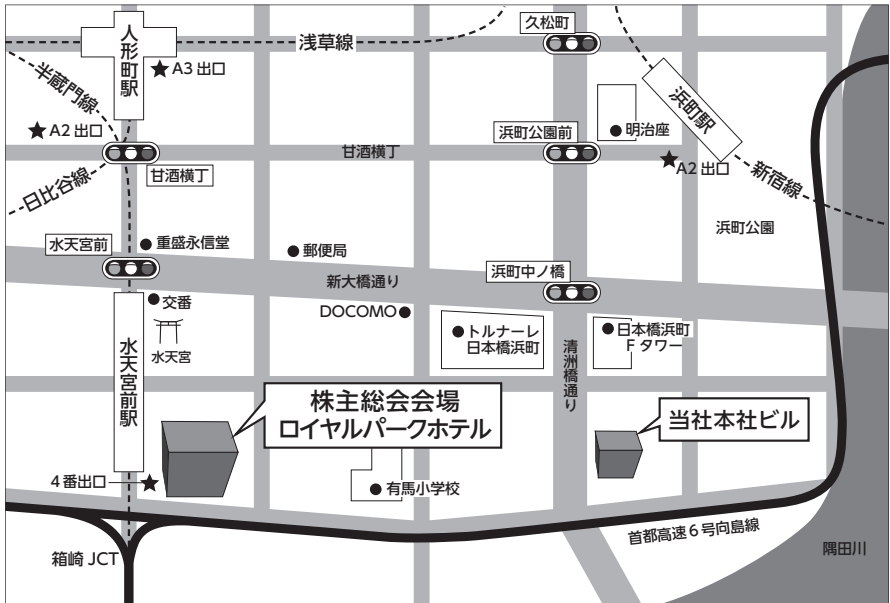 久松町
人形町駅
浅草線
A3 出口
半蔵門線
浜町駅
A2 出口
浜町公園前
明治座
甘酒横丁
A2 出口
日比谷線
甘酒横丁
新宿線
浜町公園
水天宮前
重盛永信堂
郵便局
新大橋通り
浜町中ノ橋
交番
DOCOMO
水天宮
トルナーレ
日本橋浜町
日本橋浜町
F タワー
清洲橋通り
水天宮前駅
株主総会会場
ロイヤルパークホテル
当社本社ビル
4番出口
有馬小学校
首都高速6号向島線
箱崎 JCT
隅田川